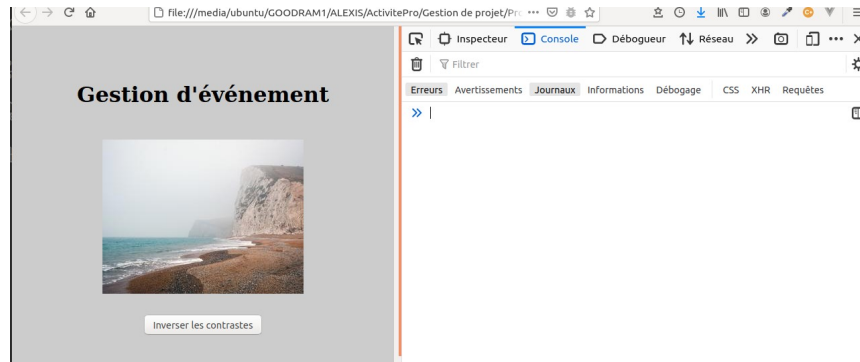 file:///media/ubuntu/GOODRAM1/ALEXIS/ActivitePro/Gestion de projet/Pr
Inspecteur Console Débogueur Réseau
Filtrer
Erreurs Avertissements Journaux Informations Débogage CSS XHR Requêtes
Gestion d'événement
Inverser les contrastes